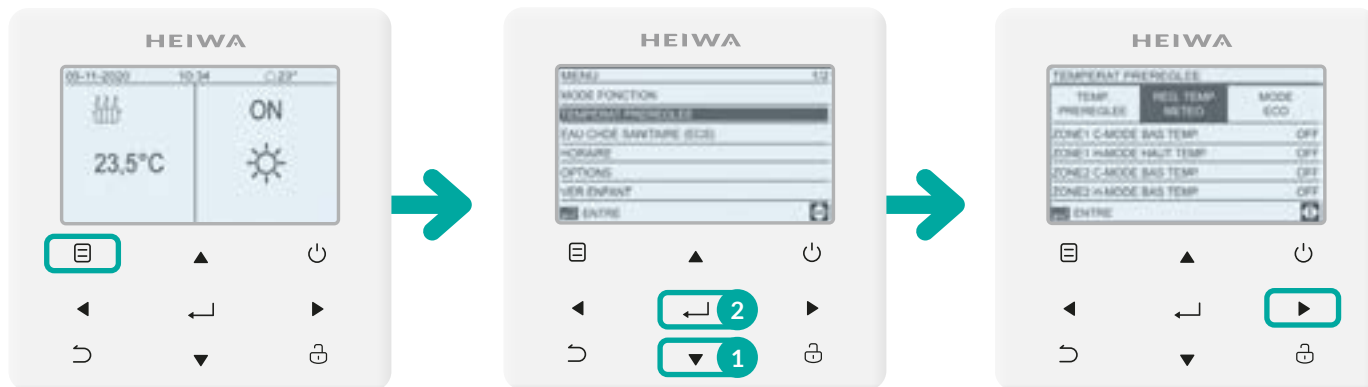 HEIWA
05-11-2020 10:34 23°
ON
23,5°C
HEIWA
MENU 1/2
MODE FONCTION
TEMPERAT PREREGLEE
EAU CHDE SANITAIRE (ECS)
HORAIRE
OPTIONS
VER ENFANT
ENTRE
2
1
HEIWA
TEMPERAT PREREGLEE
TEMP. PREREGLEE
REG. TEMP. METEO
MODE ECO
ZONE1 C-MODE BAS TEMP. OFF
ZONE1 H-MODE HAUT TEMP. OFF
ZONE2 C-MODE BAS TEMP. OFF
ZONE2 H-MODE BAS TEMP. OFF
ENTRE